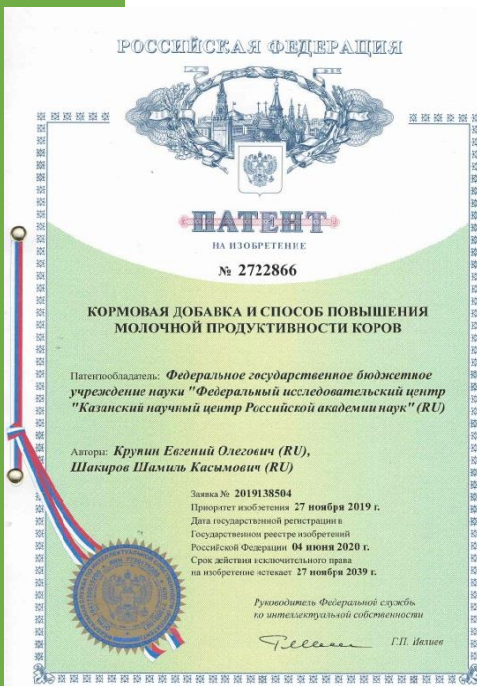 РОССИЙСКАЯ ФЕДЕРАЦИЯ
ПАТЕНТ
НА ИЗОБРЕТЕНИЕ
№ 2722866
КОРМОВАЯ ДОБАВКА И СПОСОБ ПОВЫШЕНИЯ
МОЛОЧНОЙ ПРОДУКТИВНОСТИ КОРОВ
Патентообладатель: Федеральное государственное бюджетное
учреждение науки "Федеральный исследовательский центр
"Казанский научный центр Российской академии наук" (RU)
Авторы: Крупин Евгений Олегович (RU),
Шакиров Шамиль Касымович (RU)
Заявка № 2019138504
Приоритет изобретения 27 ноября 2019 г.
Дата государственной регистрации в
Государственном реестре изобретений
Российской Федерации 04 июня 2020 г.
Срок действия исключительного права
на изобретение истекает 27 ноября 2039 г.
Руководитель Федеральной службы
по интеллектуальной собственности
Г.П. Ивлиев